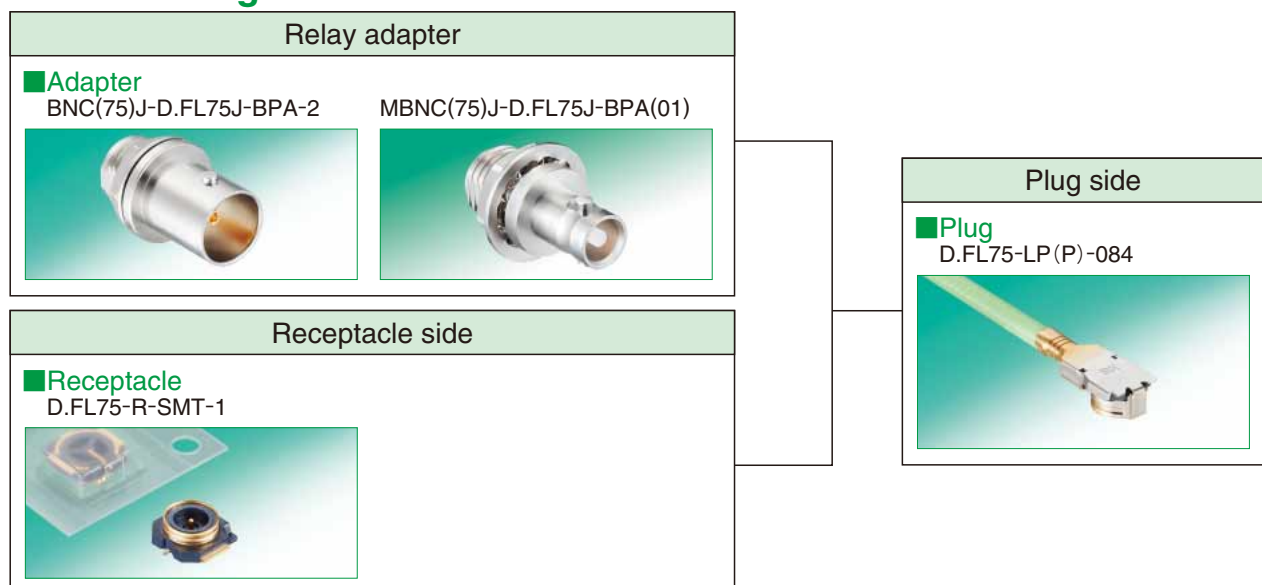 Relay adapter
■Adapter
BNC(75)J-D.FL75J-BPA-2
MBNC(75)J-D.FL75J-BPA(01)
Receptacle side
■Receptacle
D.FL75-R-SMT-1
Plug side
■Plug
D.FL75-LP(P)-084